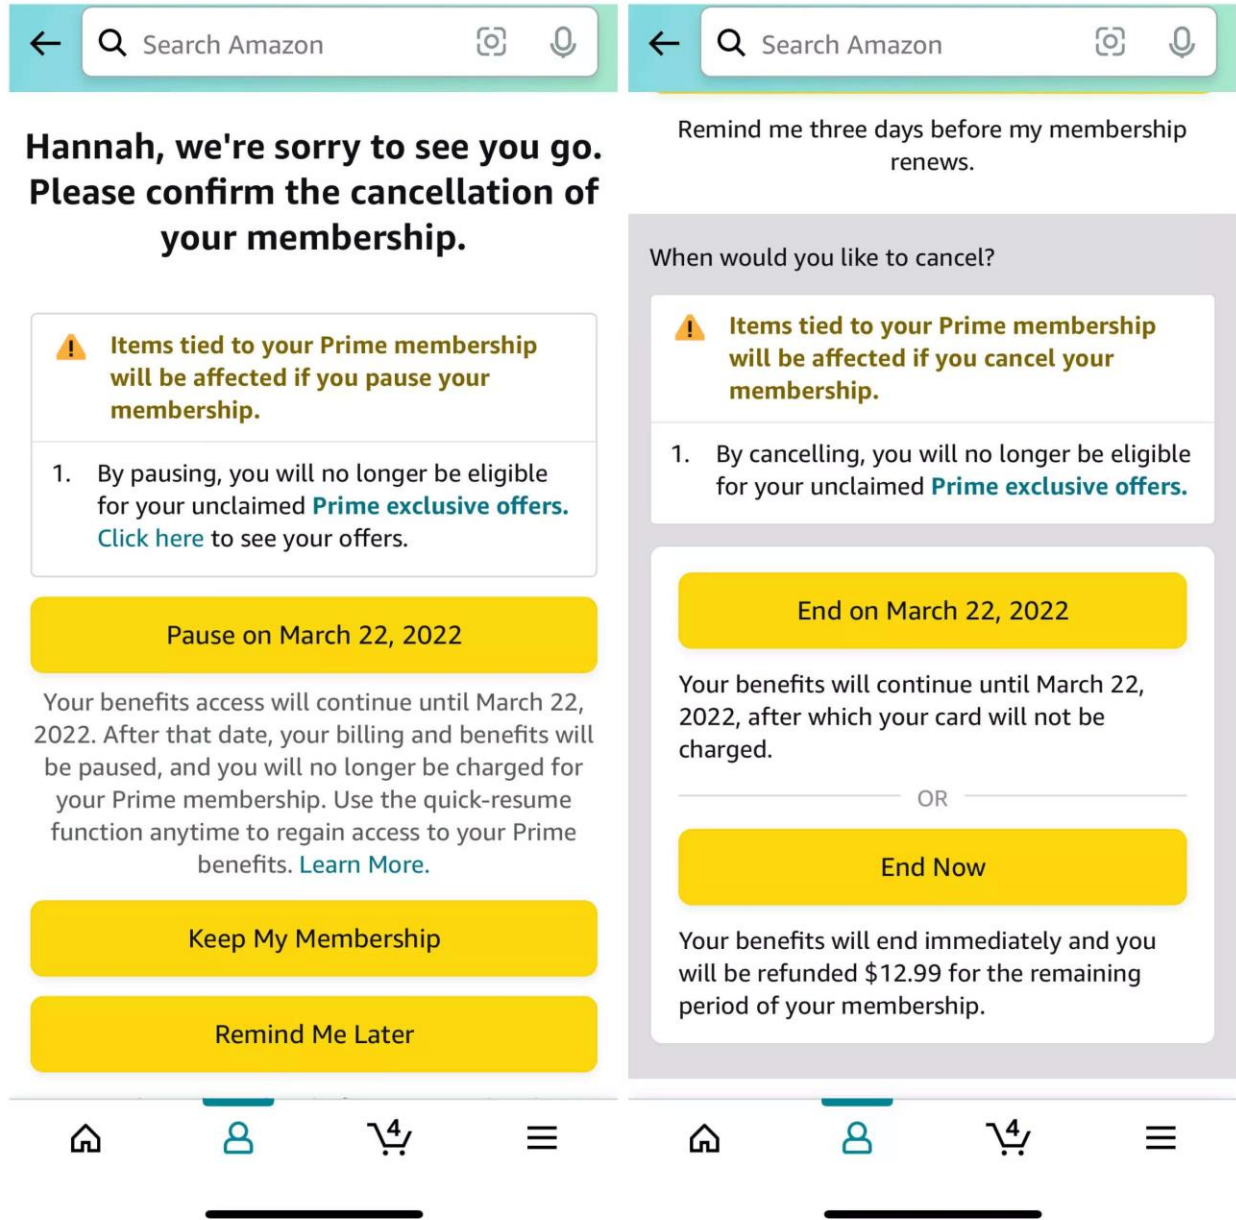 Search Amazon
Hannah, we're sorry to see you go.
Please confirm the cancellation of
your membership.
Items tied to your Prime membership
will be affected if you pause your
membership.
1. By pausing, you will no longer be eligible
for your unclaimed Prime exclusive offers.
Click here to see your offers.
Pause on March 22, 2022
Your benefits access will continue until March 22,
2022. After that date, your billing and benefits will
be paused, and you will no longer be charged for
your Prime membership. Use the quick-resume
function anytime to regain access to your Prime
benefits. Learn More.
Keep My Membership
Remind Me Later
4
Search Amazon
Remind me three days before my membership
renews.
When would you like to cancel?
Items tied to your Prime membership
will be affected if you cancel your
membership.
1. By cancelling, you will no longer be eligible
for your unclaimed Prime exclusive offers.
End on March 22, 2022
Your benefits will continue until March 22,
2022, after which your card will not be
charged.
OR
End Now
Your benefits will end immediately and you
will be refunded $12.99 for the remaining
period of your membership.
4